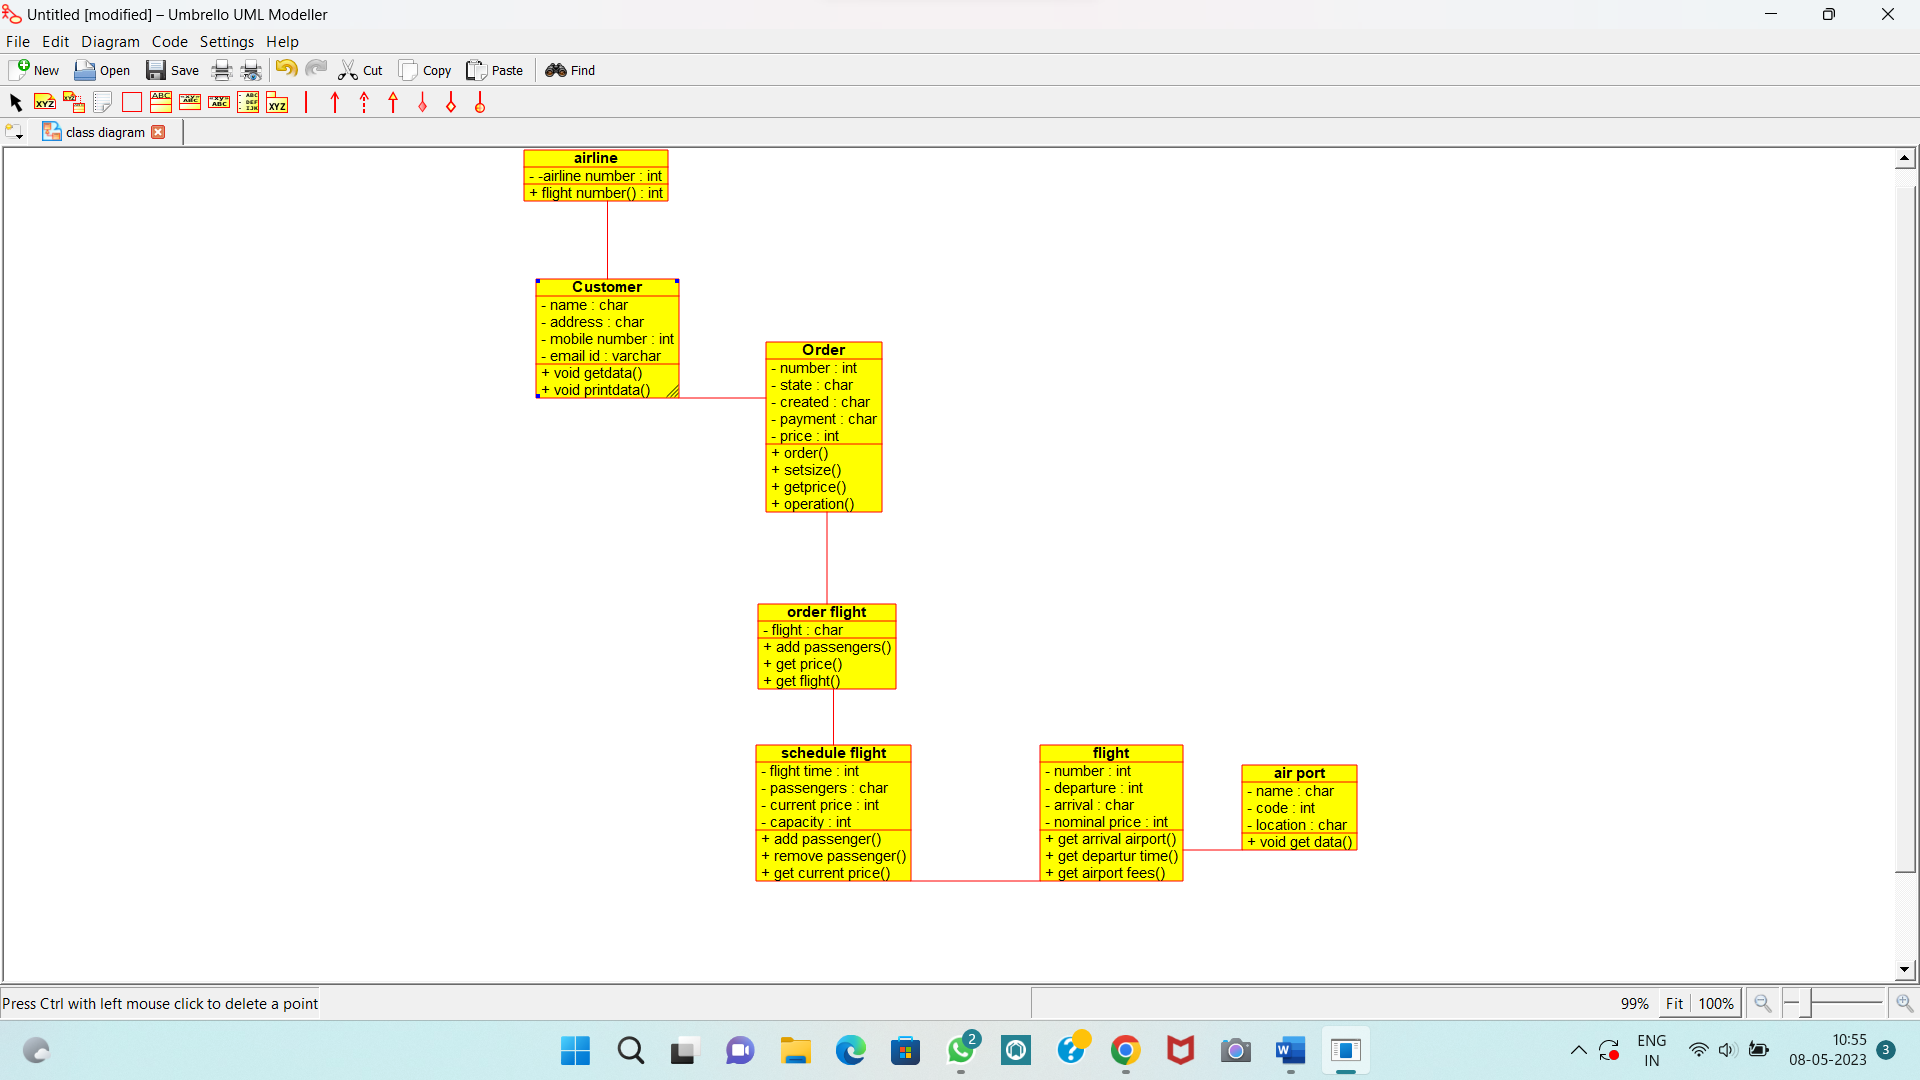 Untitled [modified] – Umbrello UML Modeller
File Edit Diagram Code Settings Help
New Open Save Cut Copy Paste Find
class diagram
airline
- -airline number : int
+ flight number() : int
Customer
- name : char
- address : char
- mobile number : int
- email id : varchar
+ void getdata()
+ void printdata()
Order
- number : int
- state : char
- created : char
- payment : char
- price : int
+ order()
+ setsize()
+ getprice()
+ operation()
order flight
- flight : char
+ add passengers()
+ get price()
+ get flight()
schedule flight
- flight time : int
- passengers : char
- current price : int
- capacity : int
+ add passenger()
+ remove passenger()
+ get current price()
flight
- number : int
- departure : int
- arrival : char
- nominal price : int
+ get arrival airport()
+ get departur time()
+ get airport fees()
air port
- name : char
- code : int
- location : char
+ void get data()
Press Ctrl with left mouse click to delete a point
99% Fit 100%
2
ENG
IN
10:55
08-05-2023
3